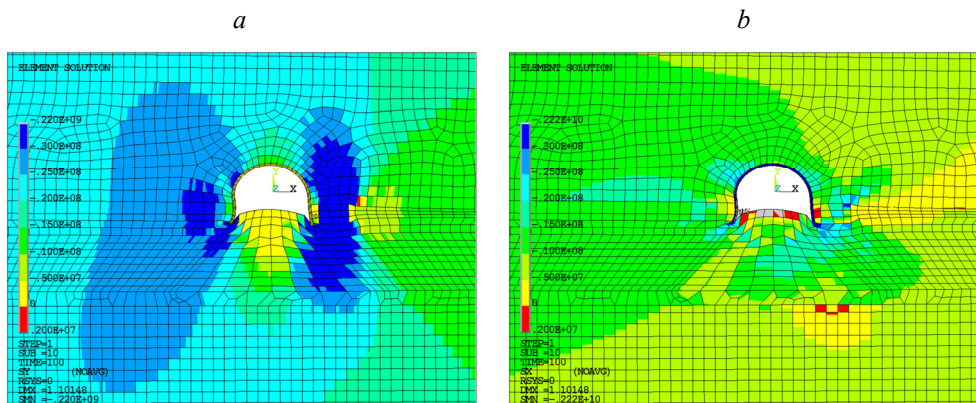 a
b
ELEMENT SOLUTION
-.220E+09
-.300E+08
-.250E+08
-.200E+08
-.150E+08
-.100E+08
-.500E+07
0
.200E+07
STEP=1
SUB =10
TIME=100
SY (NOAVG)
RSYS=0
DMX =1.10148
SMN =-.220E+09
Y
Z X
ELEMENT SOLUTION
-.222E+10
-.300E+08
-.250E+08
-.200E+08
-.150E+08
-.100E+08
-.500E+07
0
.200E+07
STEP=1
SUB =10
TIME=100
SX (NOAVG)
RSYS=0
DMX =1.10148
SMN =-.222E+10
Y
Z X